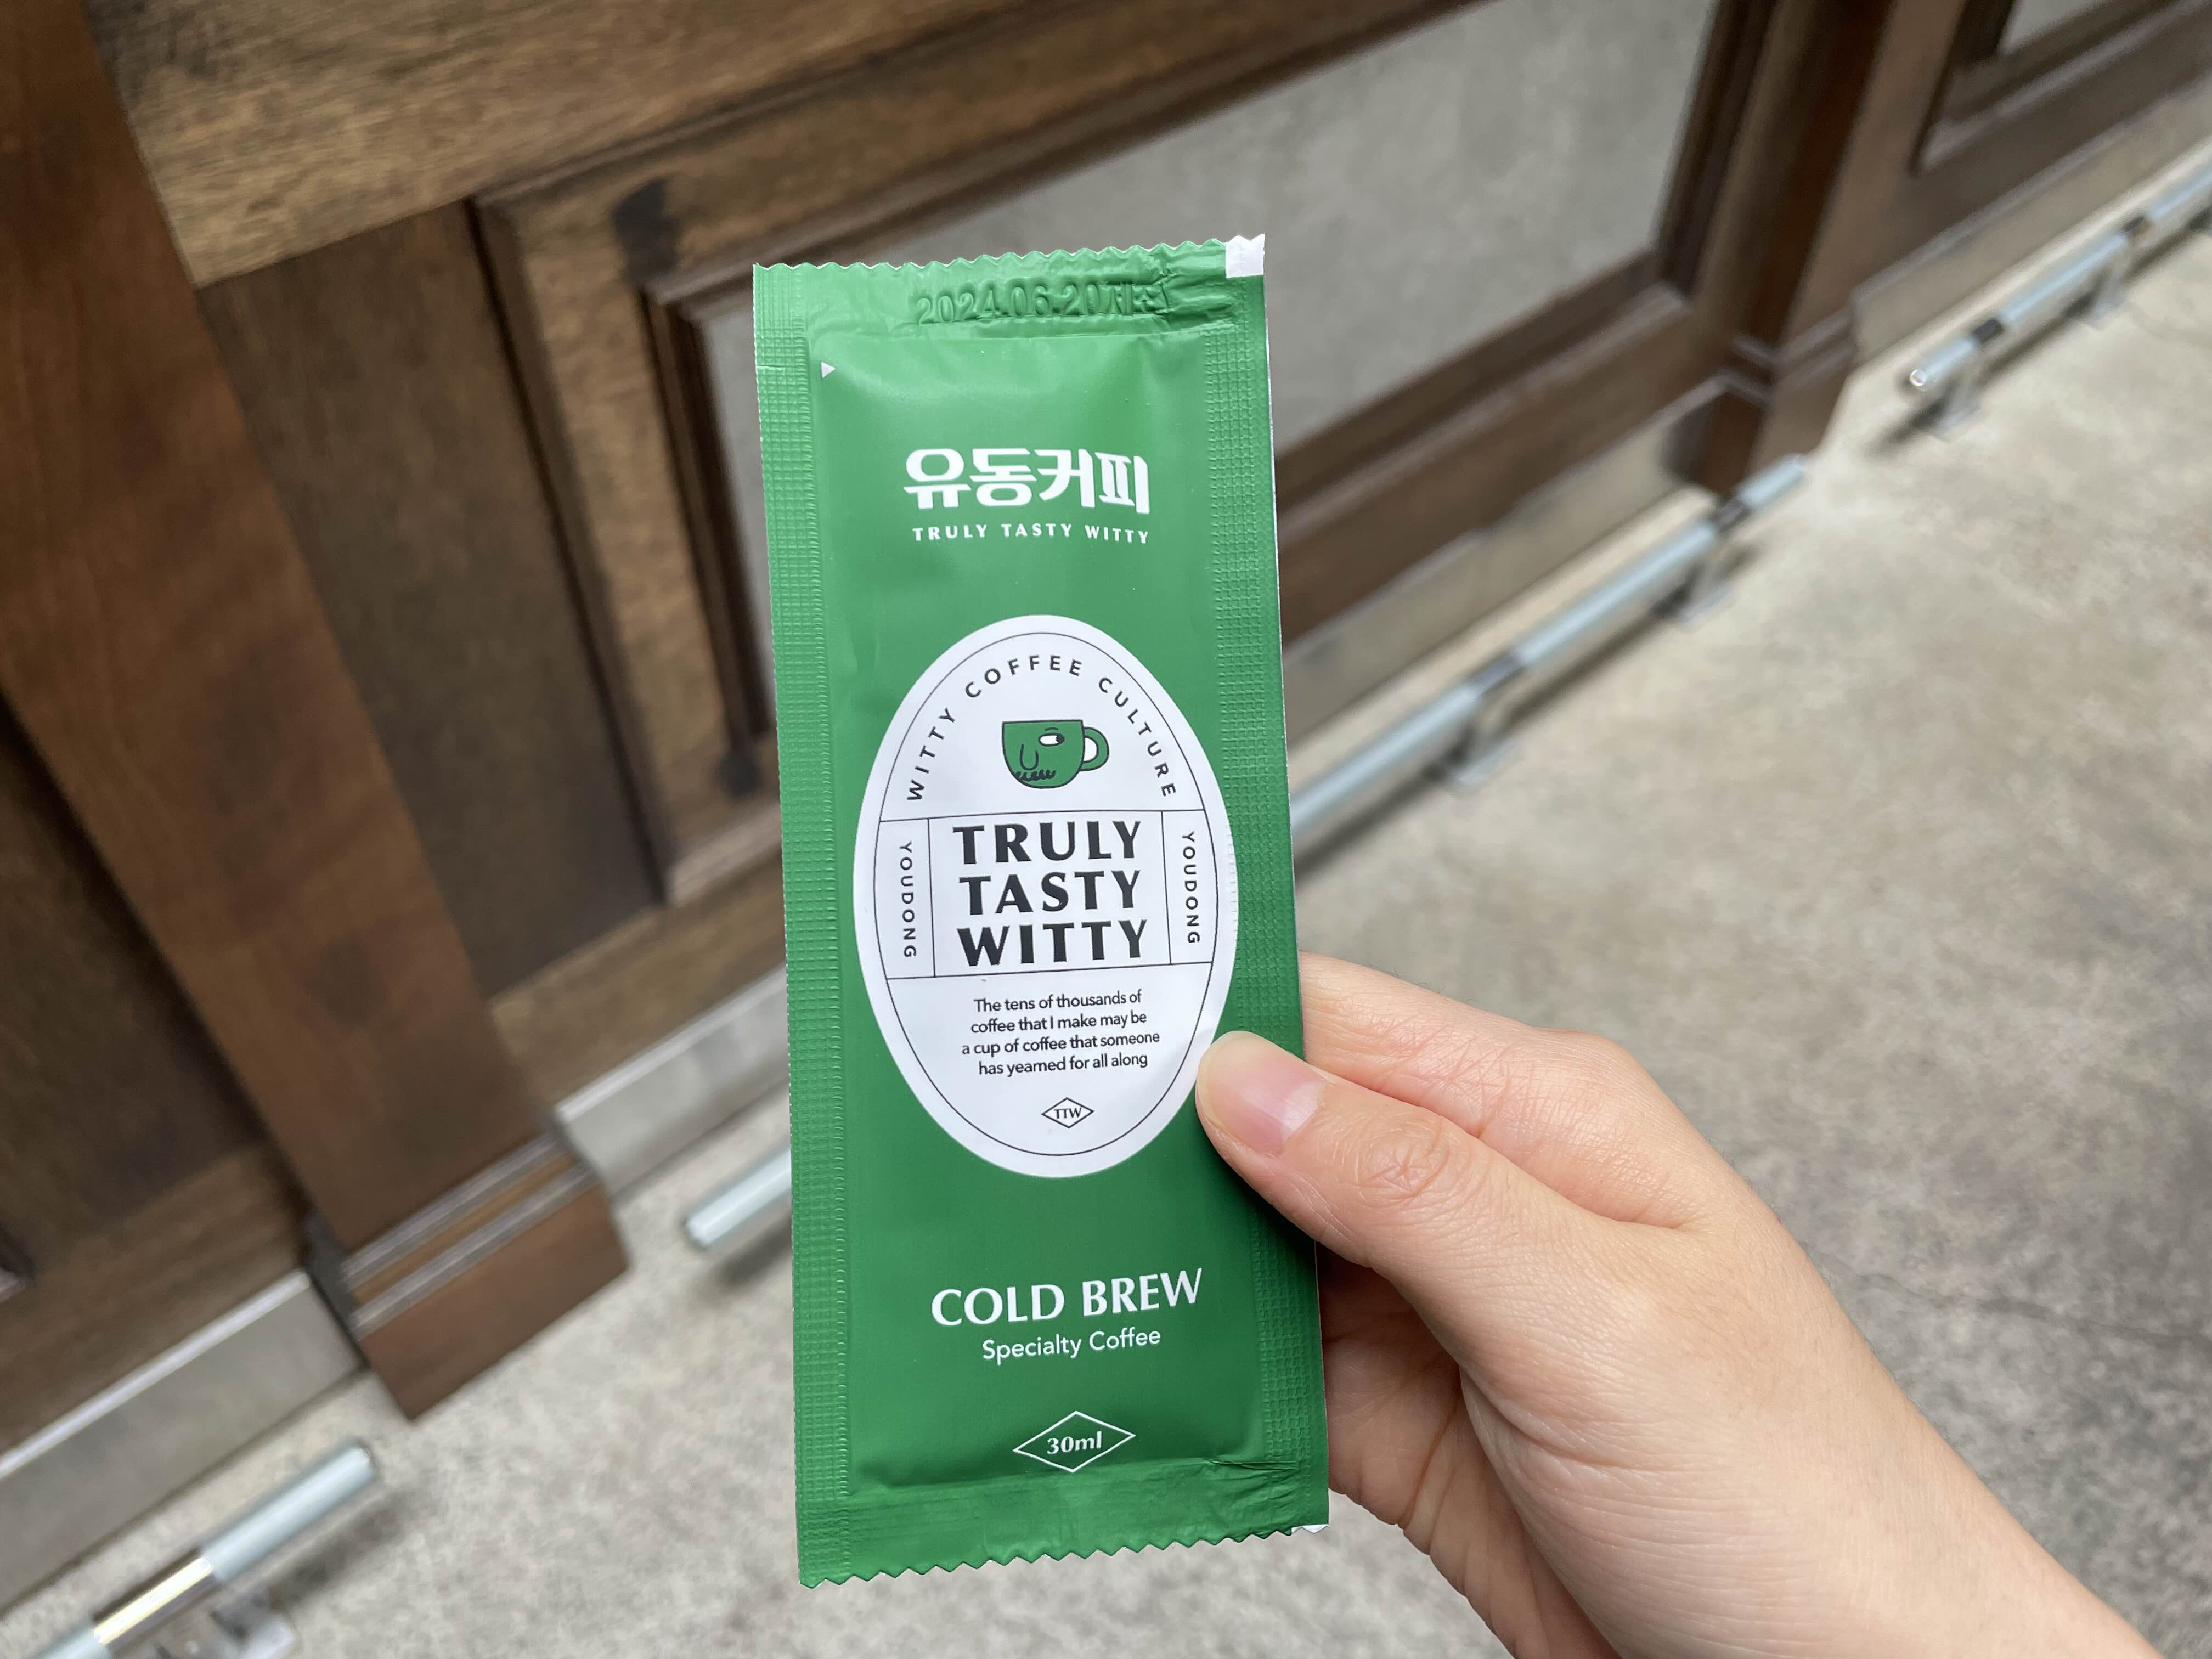 2024.06.20제조
유동커피
TRULY TASTY WITTY
WITTY COFFEE CULTURE
YOUDONG
TRULY
TASTY
WITTY
YOUDONG
The tens of thousands of
coffee that I make may be
a cup of coffee that someone
has yearned for all along
TTW
COLD BREW
Specialty Coffee
30ml